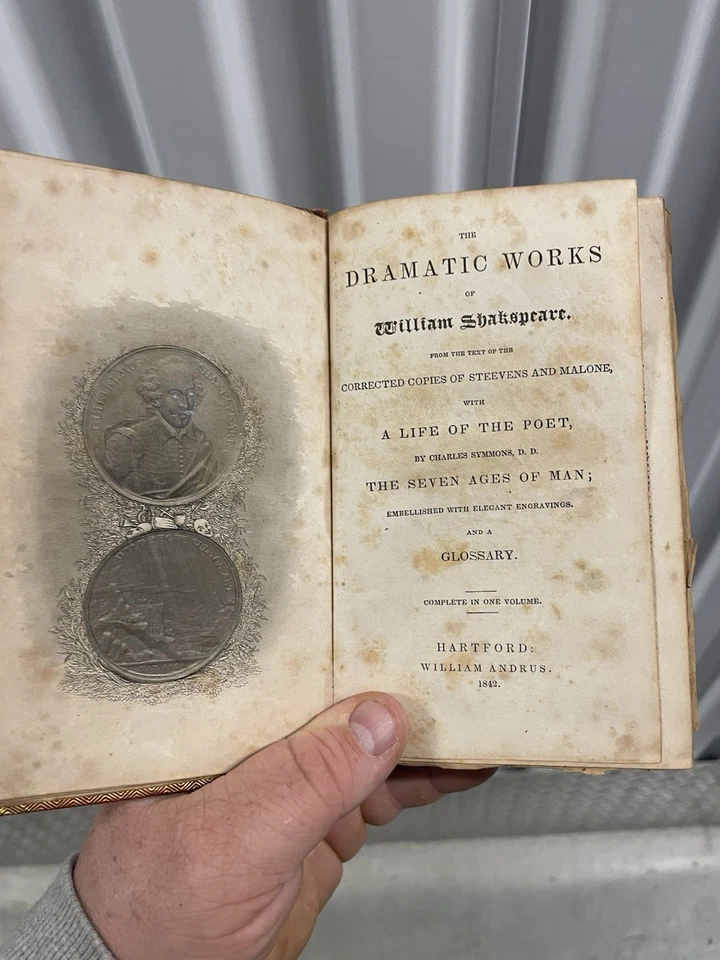 THE
DRAMATIC WORKS
OF
William Shakspeare.
FROM THE TEXT OF THE
CORRECTED COPIES OF STEEVENS AND MALONE,
WITH
A LIFE OF THE POET,
BY CHARLES SYMMONS, D. D.
THE SEVEN AGES OF MAN;
EMBELLISHED WITH ELEGANT ENGRAVINGS.
AND A
GLOSSARY.
COMPLETE IN ONE VOLUME.
HARTFORD:
WILLIAM ANDRUS.
1842.